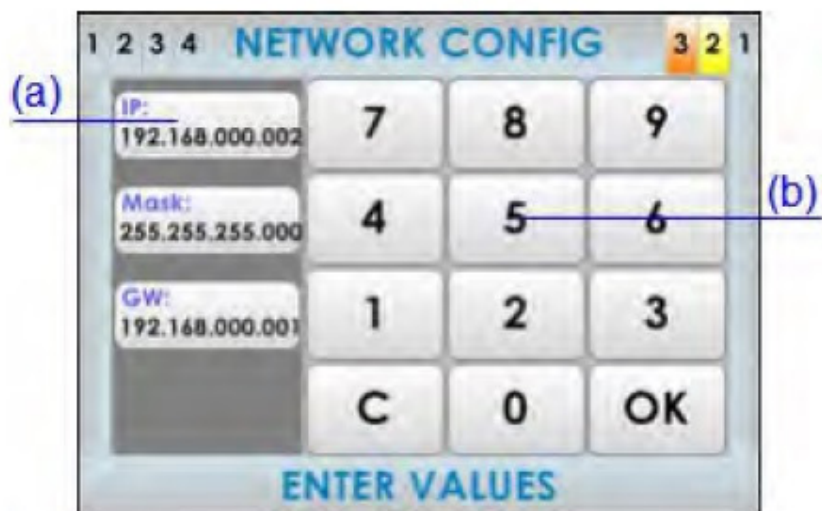 1 2 3 4 NETWORK CONFIG 3 2 1
(a)
IP:
192.168.000.002
7 8 9
Mask:
255.255.255.000
4 5 6
(b)
GW:
192.168.000.001
1 2 3
C 0 OK
ENTER VALUES